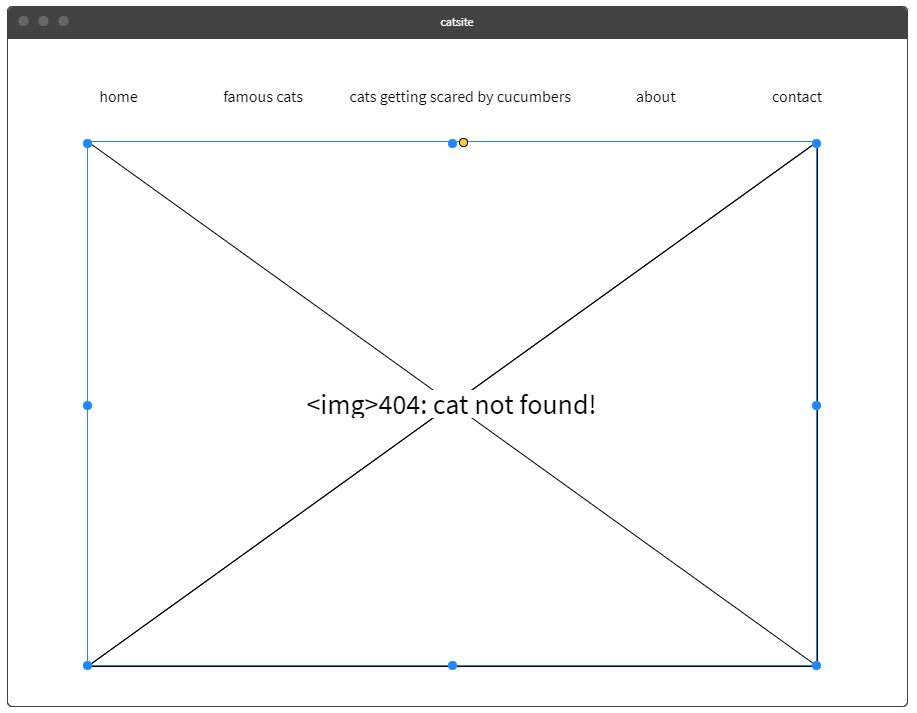 catsite
home famous cats cats getting scared by cucumbers about contact
<img>404: cat not found!